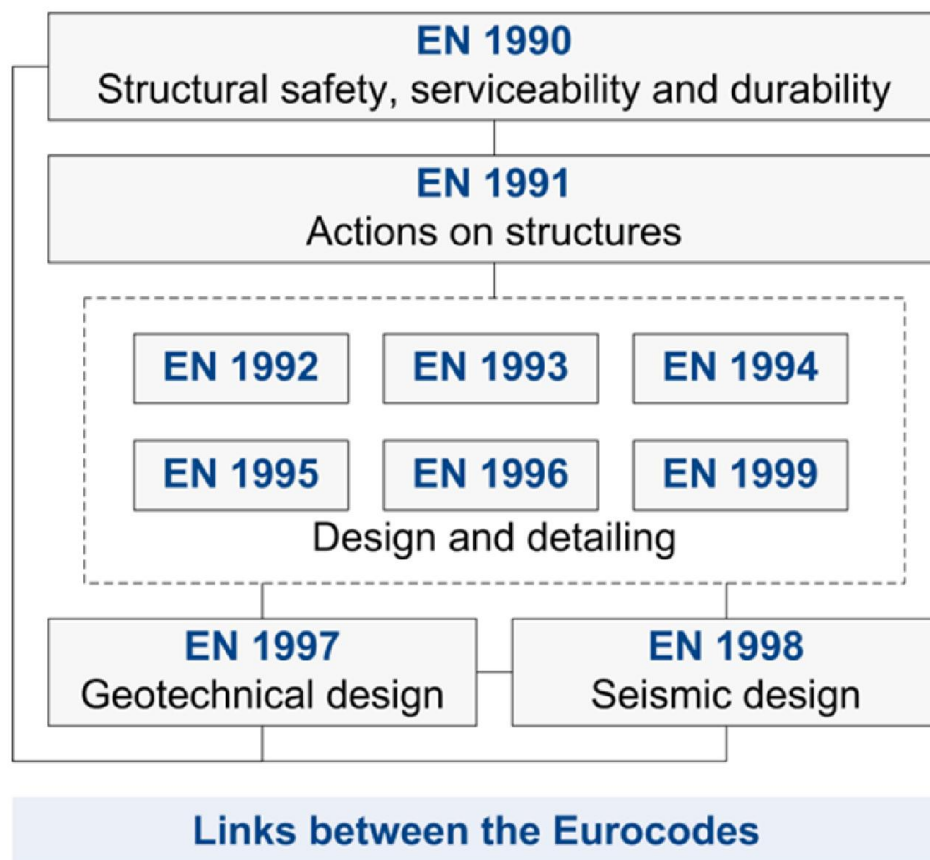 EN 1990
Structural safety, serviceability and durability
EN 1991
Actions on structures
EN 1992
EN 1993
EN 1994
EN 1995
EN 1996
EN 1999
Design and detailing
EN 1997
Geotechnical design
EN 1998
Seismic design
Links between the Eurocodes